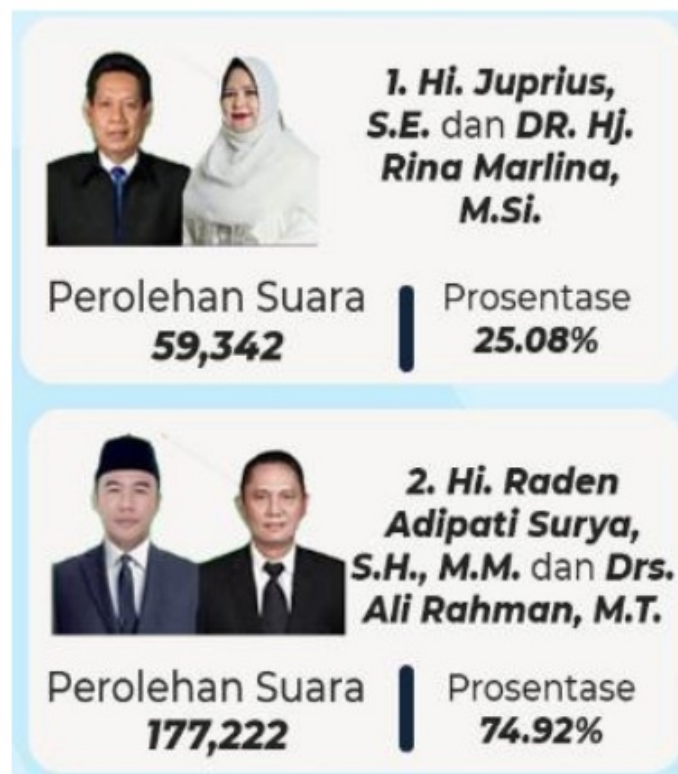 1. Hi. Juprius,
S.E. dan DR. Hj.
Rina Marlina,
M.Si.
Perolehan Suara
59,342
Prosentase
25.08%
2. Hi. Raden
Adipati Surya,
S.H., M.M. dan Drs.
Ali Rahman, M.T.
Perolehan Suara
177,222
Prosentase
74.92%